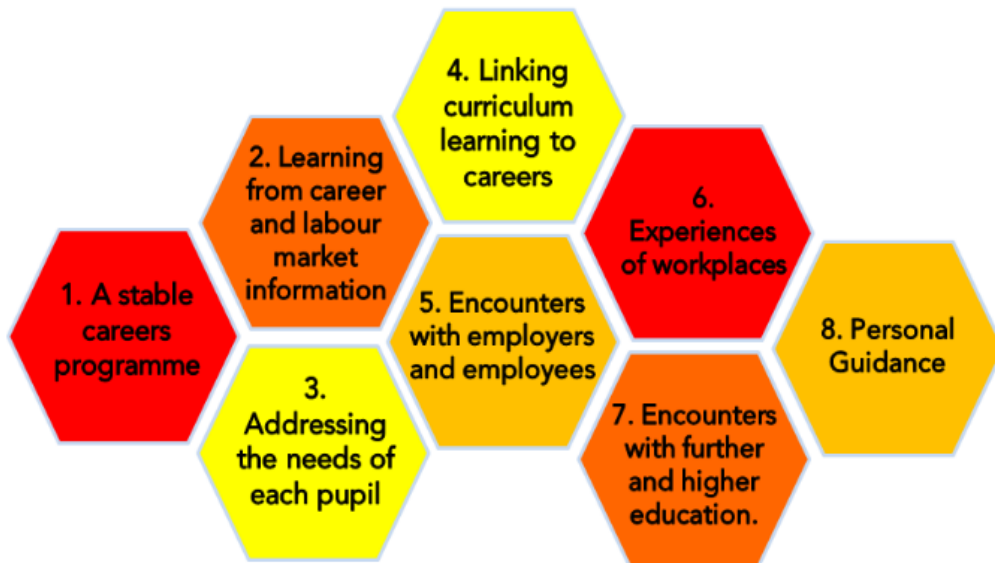 1. A stable
careers
programme
2. Learning
from career
and labour
market
information
3.
Addressing
the needs of
each pupil
4. Linking
curriculum
learning to
careers
5. Encounters
with employers
and employees
6.
Experiences
of workplaces
7. Encounters
with further
and higher
education.
8. Personal
Guidance